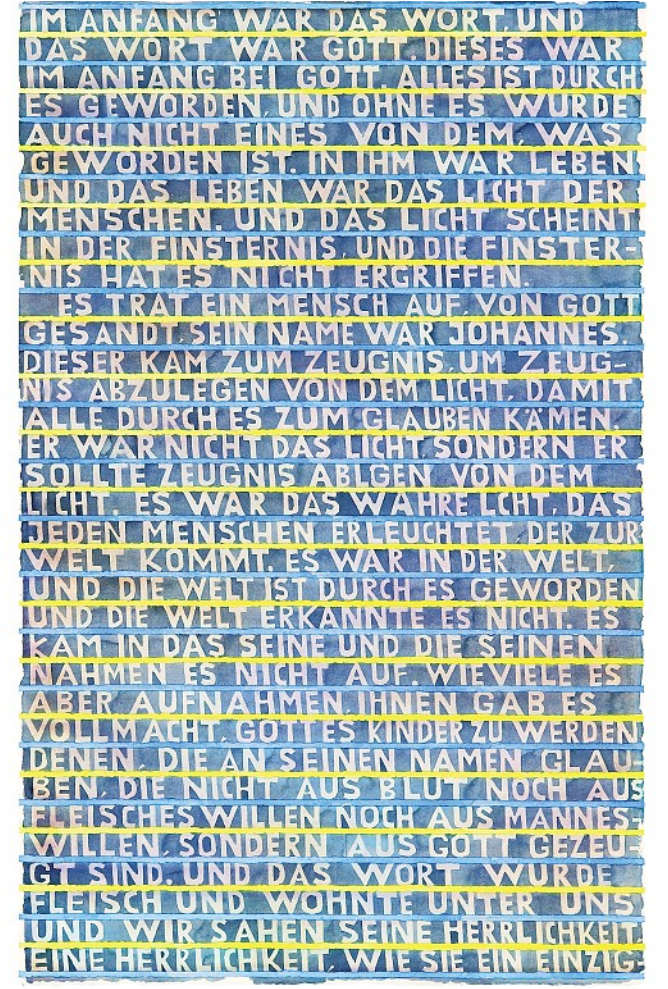 IM ANFANG WAR DAS WORT, UND
DAS WORT WAR GOTT. DIESES WAR
IM ANFANG BEI GOTT. ALLES IST DURCH
ES GEWORDEN, UND OHNE ES WURDE
AUCH NICHT EINES VON DEM, WAS
GEWORDEN IST. IN IHM WAR LEBEN
UND DAS LEBEN WAR DAS LICHT DER
MENSCHEN. UND DAS LICHT SCHEINT
IN DER FINSTERNIS, UND DIE FINSTER-
NIS HAT ES NICHT ERGRIFFEN.
ES TRAT EIN MENSCH AUF, VON GOTT
GESANDT, SEIN NAME WAR JOHANNES.
DIESER KAM ZUM ZEUGNIS, UM ZEUG-
NIS ABZULEGEN VON DEM LICHT, DAMIT
ALLE DURCH ES ZUM GLAUBEN KÄMEN.
ER WAR NICHT DAS LICHT SONDERN ER
SOLLTE ZEUGNIS ABLGEN VON DEM
LICHT. ES WAR DAS WAHRE LCHT, DAS
JEDEN MENSCHEN ERLEUCHTET DER ZUR
WELT KOMMT. ES WAR IN DER WELT,
UND DIE WELT IST DURCH ES GEWORDEN
UND DIE WELT ERKANNTE ES NICHT. ES
KAM IN DAS SEINE UND DIE SEINEN
NAHMEN ES NICHT AUF. WIEVIELE ES
ABER AUFNAHMEN, IHNEN GAB ES
VOLLMACHT, GOTTES KINDER ZU WERDEN
DENEN, DIE AN SEINEN NAMEN GLAU-
BEN, DIE NICHT AUS BLUT NOCH AUS
FLEISCHES WILLEN NOCH AUS MANNES-
WILLEN SONDERN AUS GOTT GEZEU-
GT SIND. UND DAS WORT WURDE
FLEISCH UND WOHNTE UNTER UNS
UND WIR SAHEN SEINE HERRLICHKEIT
EINE HERRLICHKEIT, WIE SIE EIN EINZIG-